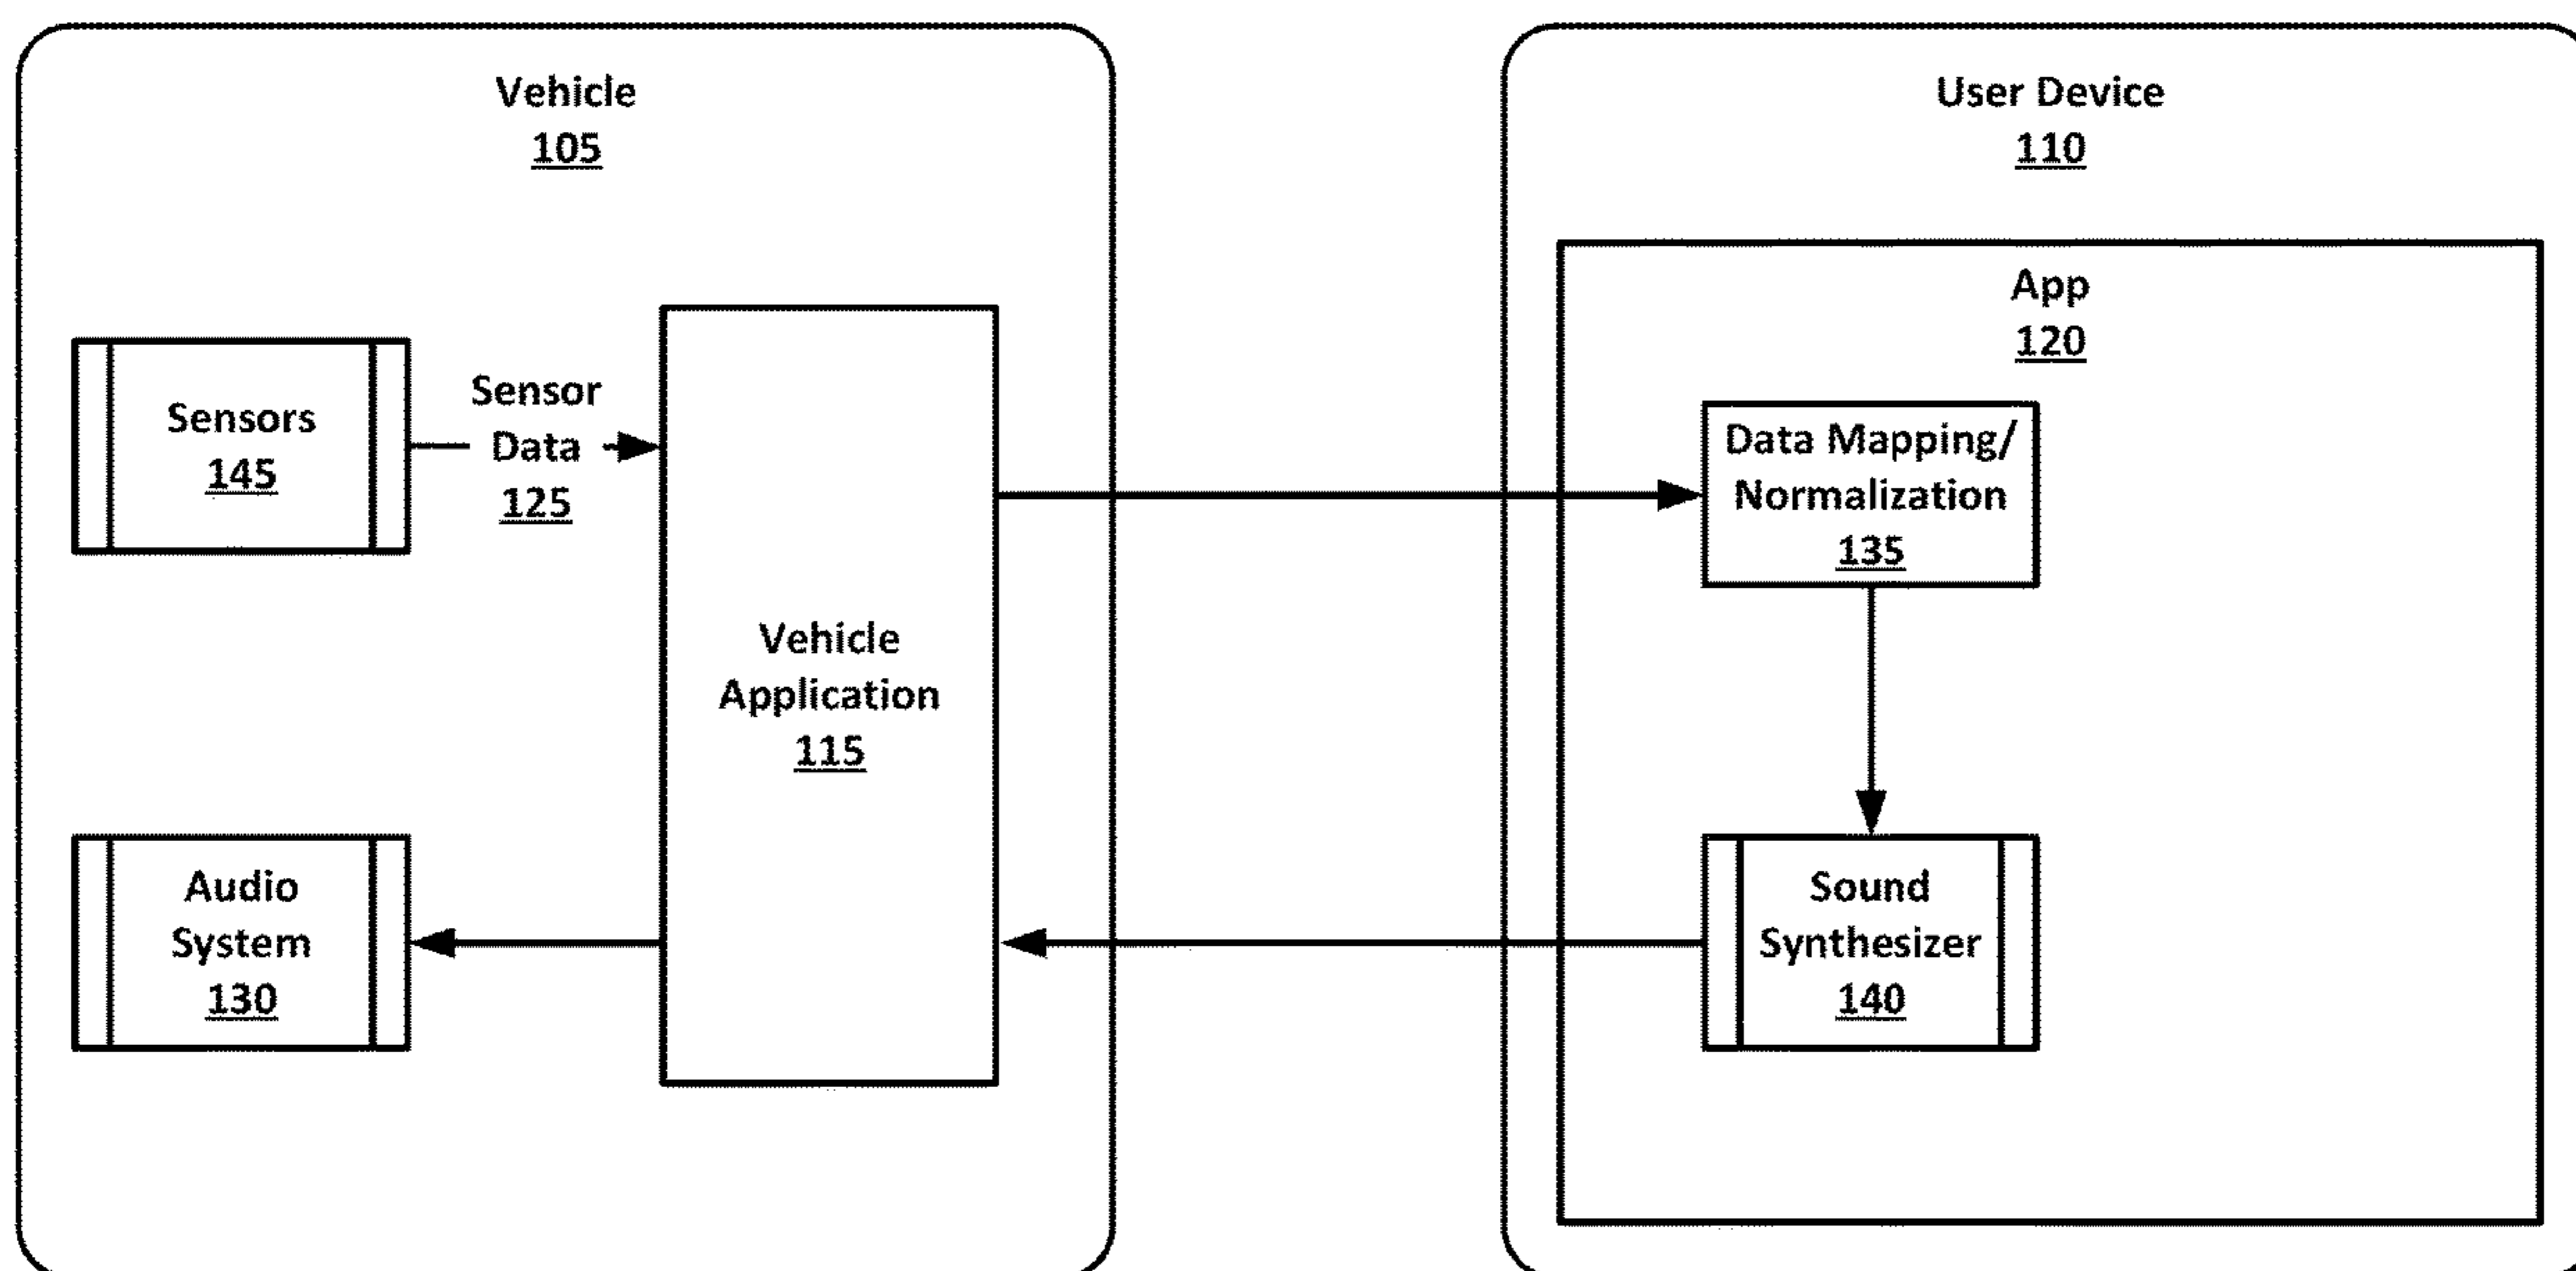 Vehicle
105
Sensors
145
Sensor
Data
125
Vehicle
Application
115
Audio
System
130
User Device
110
App
120
Data Mapping/
Normalization
135
Sound
Synthesizer
140